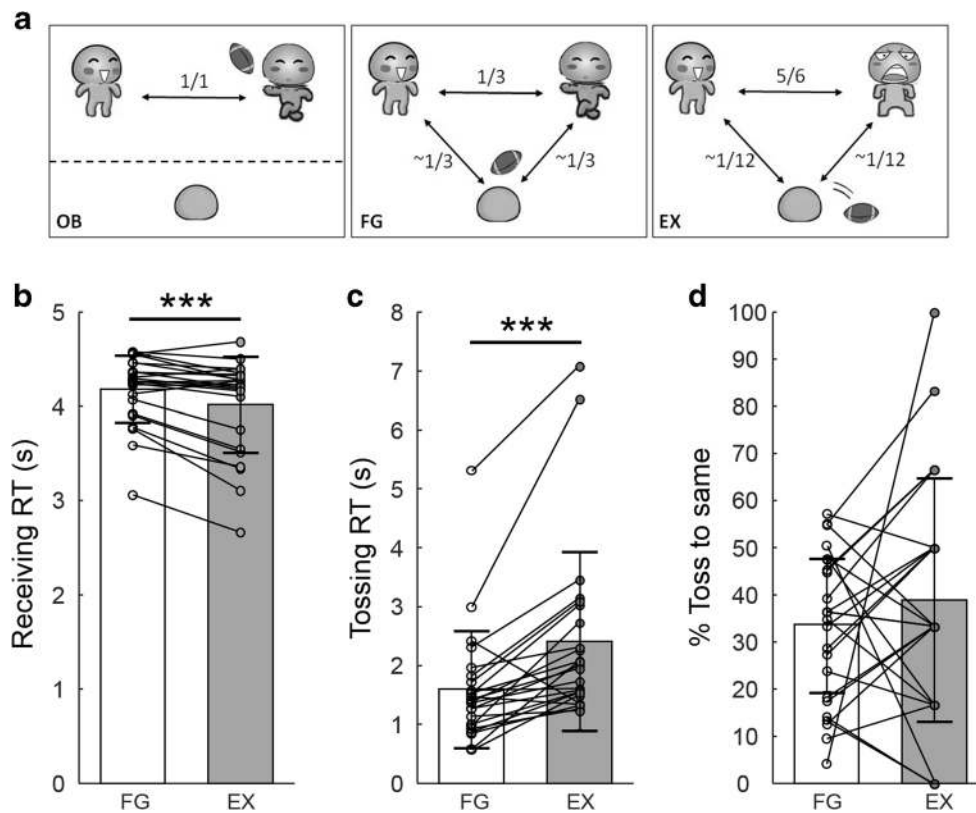 a
1/1
OB
1/3
~1/3
~1/3
FG
5/6
~1/12
~1/12
EX
b
***
Receiving RT (s)
5
4
3
2
1
0
FG
EX
c
***
Tossing RT (s)
8
7
6
5
4
3
2
1
0
FG
EX
d
% Toss to same
100
90
80
70
60
50
40
30
20
10
0
FG
EX